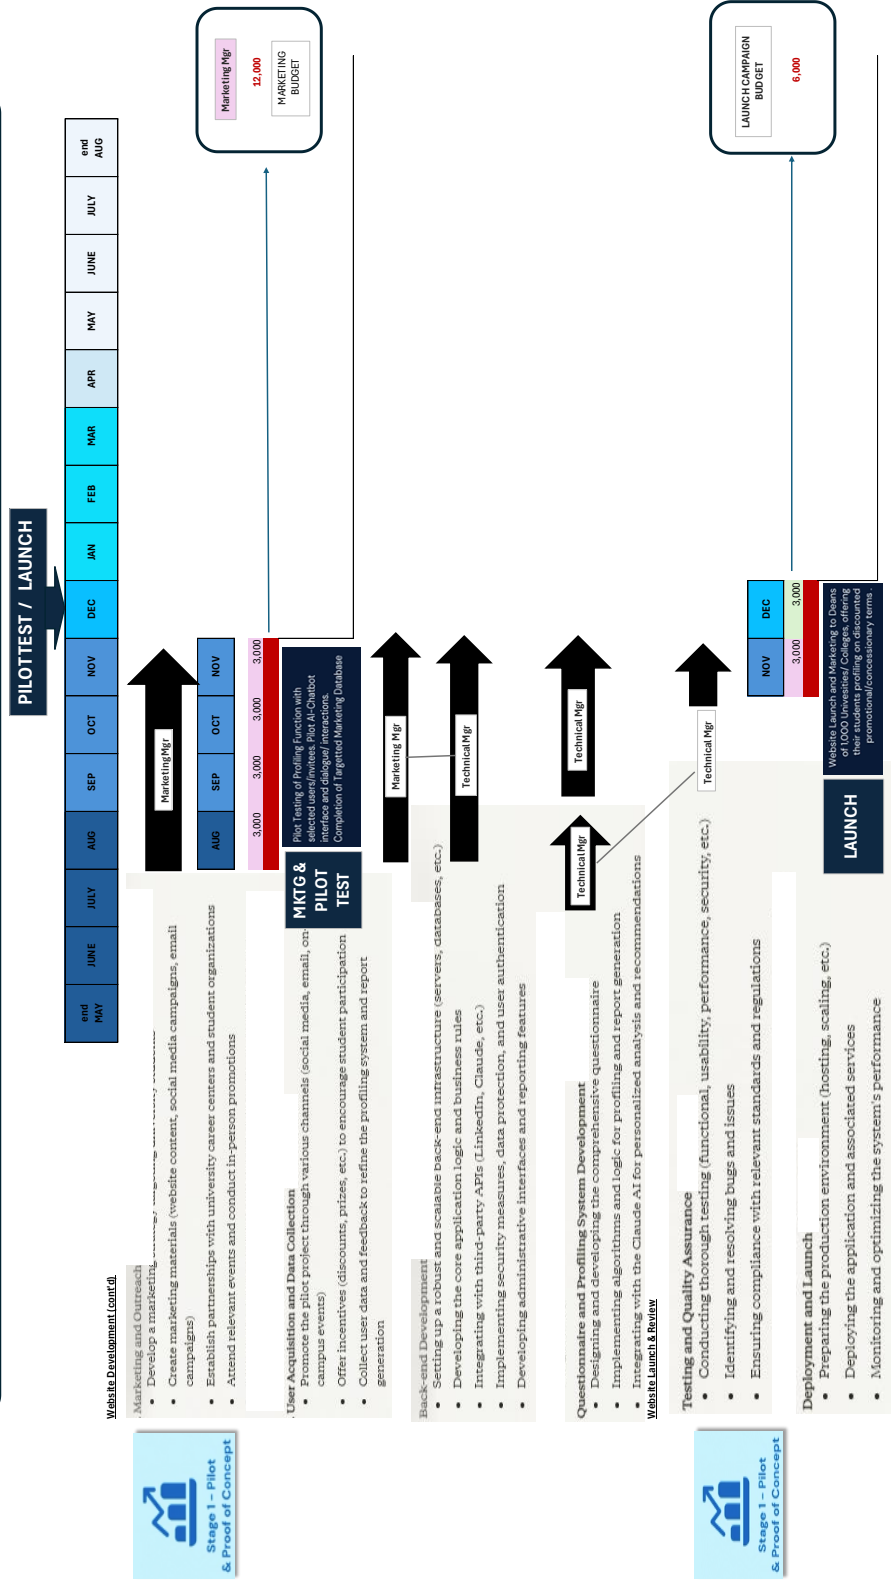 PILOTTEST / LAUNCH
end MAY
JUNE
JULY
AUG
SEP
OCT
NOV
DEC
JAN
FEB
MAR
APR
MAY
JUNE
JULY
end AUG
Website Development (cont'd)
Stage 1 – Pilot
& Proof of Concept
. Marketing and Outreach
• Develop a marketing
• Create marketing materials (website content, social media campaigns, email
campaigns)
• Establish partnerships with university career centers and student organizations
• Attend relevant events and conduct in-person promotions
MarketingMgr
AUG
SEP
OCT
NOV
3,000
3,000
3,000
3,000
Marketing Mgr
12,000
MARKETING
BUDGET
. User Acquisition and Data Collection
• Promote the pilot project through various channels (social media, email, on-
campus events)
• Offer incentives (discounts, prizes, etc.) to encourage student participation
• Collect user data and feedback to refine the profiling system and report
generation
MKTG &
PILOT
TEST
Pilot Testing of Profiling Function with
selected users/invitees. Pilot AI-Chatbot
interface and dialogue/ interactions.
Completion of Targetted Marketing Database
Back-end Development
• Setting up a robust and scalable back-end infrastructure (servers, databases, etc.)
• Developing the core application logic and business rules
• Integrating with third-party APIs (LinkedIn, Claude, etc.)
• Implementing security measures, data protection, and user authentication
• Developing administrative interfaces and reporting features
Marketing Mgr
Technical Mgr
Questionnaire and Profiling System Development
• Designing and developing the comprehensive questionnaire
• Implementing algorithms and logic for profiling and report generation
• Integrating with the Claude AI for personalized analysis and recommendations
Technical Mgr
Technical Mgr
Website Launch & Review
Stage 1 – Pilot
& Proof of Concept
Testing and Quality Assurance
• Conducting thorough testing (functional, usability, performance, security, etc.)
• Identifying and resolving bugs and issues
• Ensuring compliance with relevant standards and regulations
Technical Mgr
NOV
DEC
3,000
3,000
LAUNCH CAMPAIGN
BUDGET
6,000
Deployment and Launch
• Preparing the production environment (hosting, scaling, etc.)
• Deploying the application and associated services
• Monitoring and optimizing the system's performance
LAUNCH
Website Launch and Marketing to Deans
of 1,000 Univesities/ Colleges, offering
their students profiling on discounted
promotional/concessionary terms .